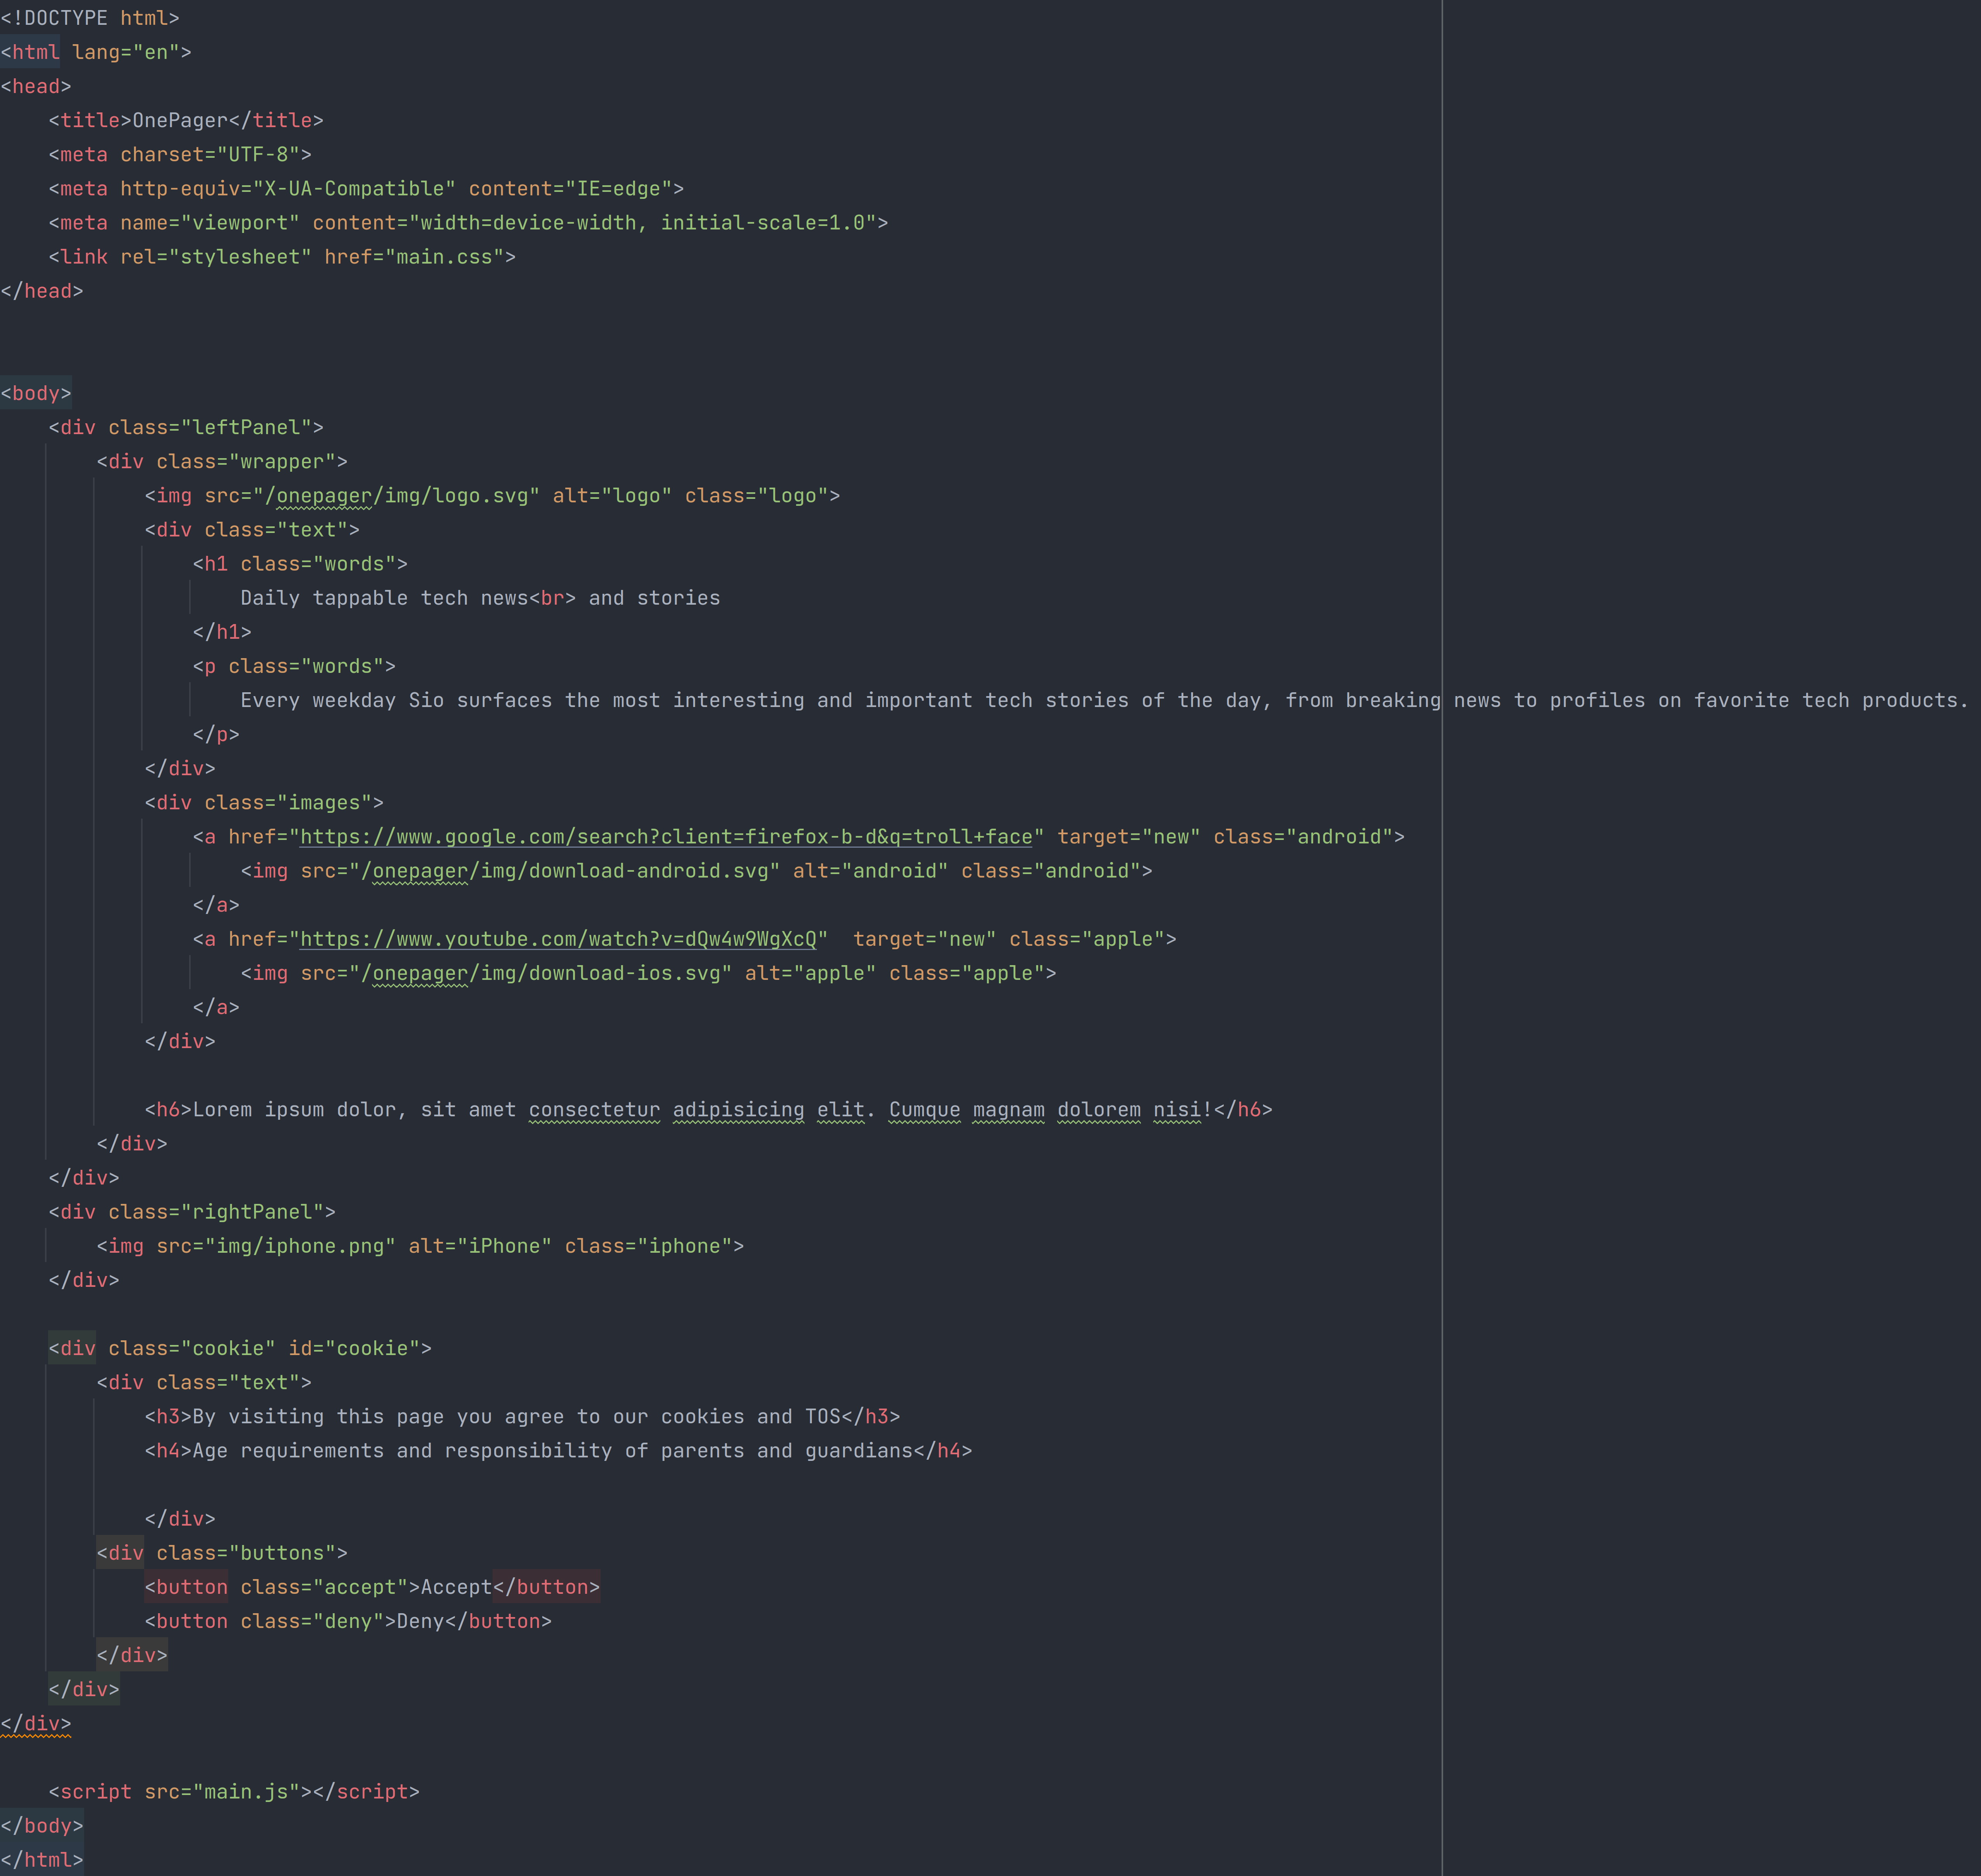 <!DOCTYPE html>
<html lang="en">
<head>
    <title>OnePager</title>
    <meta charset="UTF-8">
    <meta http-equiv="X-UA-Compatible" content="IE=edge">
    <meta name="viewport" content="width=device-width, initial-scale=1.0">
    <link rel="stylesheet" href="main.css">
</head>
<body>
    <div class="leftPanel">
        <div class="wrapper">
            <img src="/onepager/img/logo.svg" alt="logo" class="logo">
            <div class="text">
                <h1 class="words">
                    Daily tappable tech news<br> and stories
                </h1>
                <p class="words">
                    Every weekday Sio surfaces the most interesting and important tech stories of the day, from breaking news to profiles on favorite tech products.
                </p>
            </div>
            <div class="images">
                <a href="https://www.google.com/search?client=firefox-b-d&q=troll+face" target="new" class="android">
                    <img src="/onepager/img/download-android.svg" alt="android" class="android">
                </a>
                <a href="https://www.youtube.com/watch?v=dQw4w9WgXcQ"  target="new" class="apple">
                    <img src="/onepager/img/download-ios.svg" alt="apple" class="apple">
                </a>
            </div>
            <h6>Lorem ipsum dolor, sit amet consectetur adipisicing elit. Cumque magnam dolorem nisi!</h6>
        </div>
    </div>
    <div class="rightPanel">
        <img src="img/iphone.png" alt="iPhone" class="iphone">
    </div>
    <div class="cookie" id="cookie">
        <div class="text">
            <h3>By visiting this page you agree to our cookies and TOS</h3>
            <h4>Age requirements and responsibility of parents and guardians</h4>
            </div>
        <div class="buttons">
            <button class="accept">Accept</button>
            <button class="deny">Deny</button>
        </div>
    </div>
</div>
    <script src="main.js"></script>
</body>
</html>